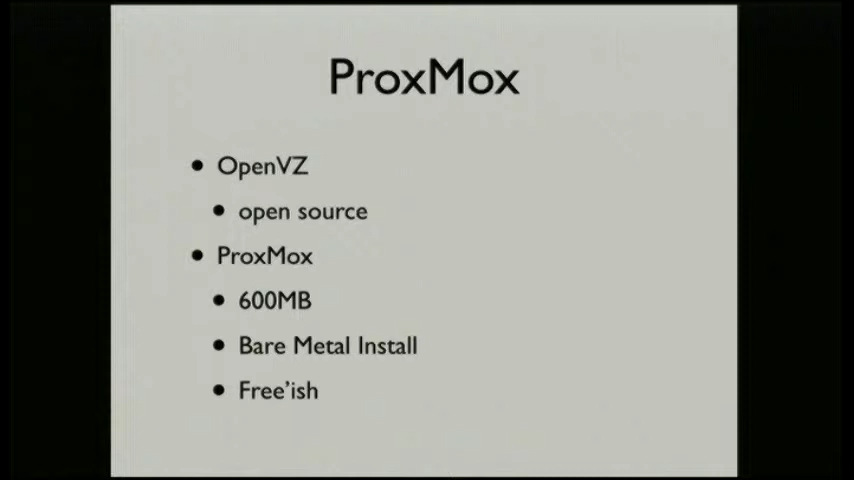 ProxMox
• OpenVZ
• open source
• ProxMox
• 600MB
• Bare Metal Install
• Free'ish